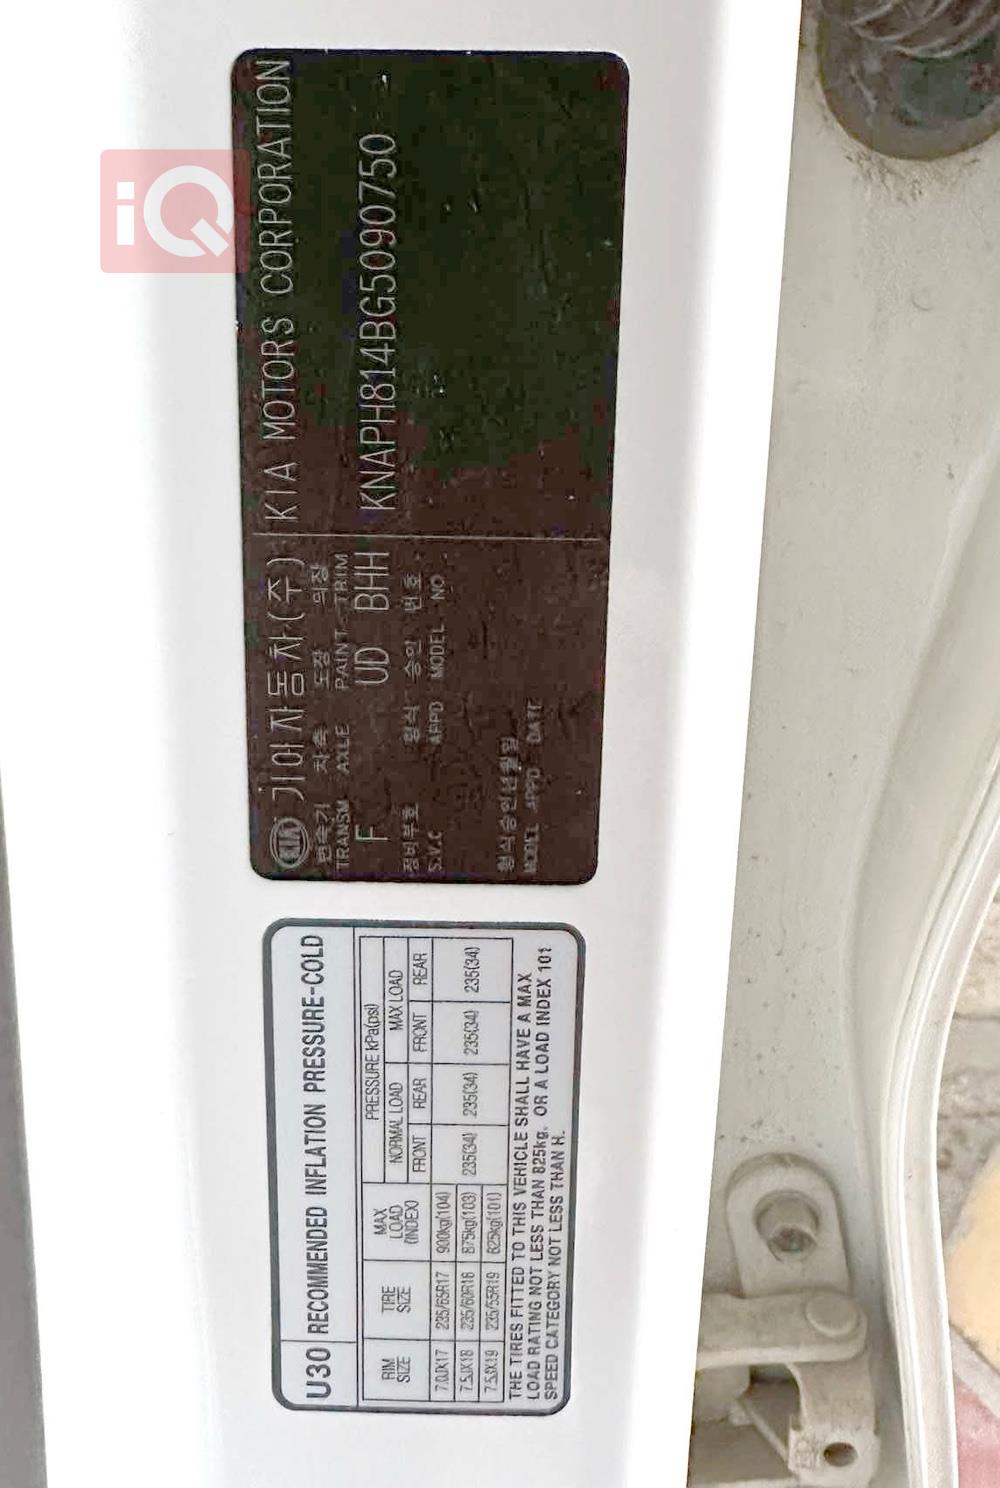 iQ
KIA 기아자동차(주) KIA MOTORS CORPORATION
변속기 차축 도장 의장
TRANSM AXLE PAINT TRIM
F UD BHH KNAPH814BG5090750
정비부호 형식 승인 번호
S.V.C APPD MODEL NO
형식승인년월일
MODEL APPD DATE
U30 RECOMMENDED INFLATION PRESSURE-COLD
RIM SIZE TIRE SIZE MAX LOAD (INDEX) PRESSURE kPa(psi)
NORMAL LOAD MAX LOAD
FRONT REAR FRONT REAR
7.0JX17 235/65R17 900kg(104)
7.5JX18 235/60R18 875kg(103) 235(34) 235(34) 235(34) 235(34)
7.5JX19 235/55R19 825kg(101)
THE TIRES FITTED TO THIS VEHICLE SHALL HAVE A MAX
LOAD RATING NOT LESS THAN 825kg. OR A LOAD INDEX 101
SPEED CATEGORY NOT LESS THAN H.